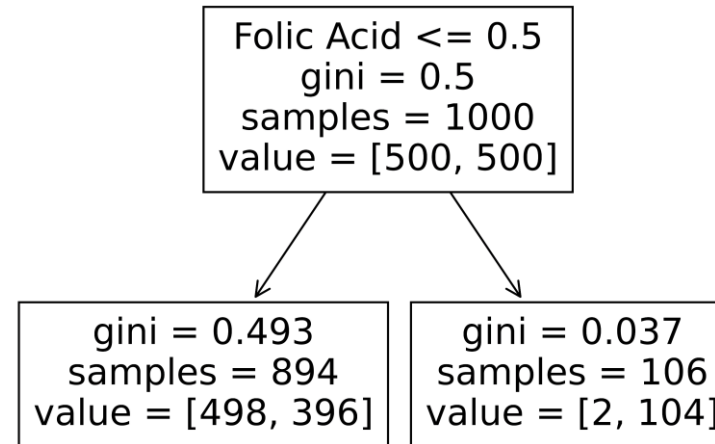 Folic Acid <= 0.5
gini = 0.5
samples = 1000
value = [500, 500]
gini = 0.493
samples = 894
value = [498, 396]
gini = 0.037
samples = 106
value = [2, 104]